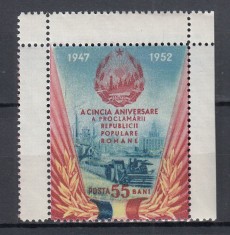 1947 1952
A CINCIA ANIVERSARE
A PROCLAMĂRII
REPUBLICII
POPULARE
ROMÂNE
POSTA 55 BANI